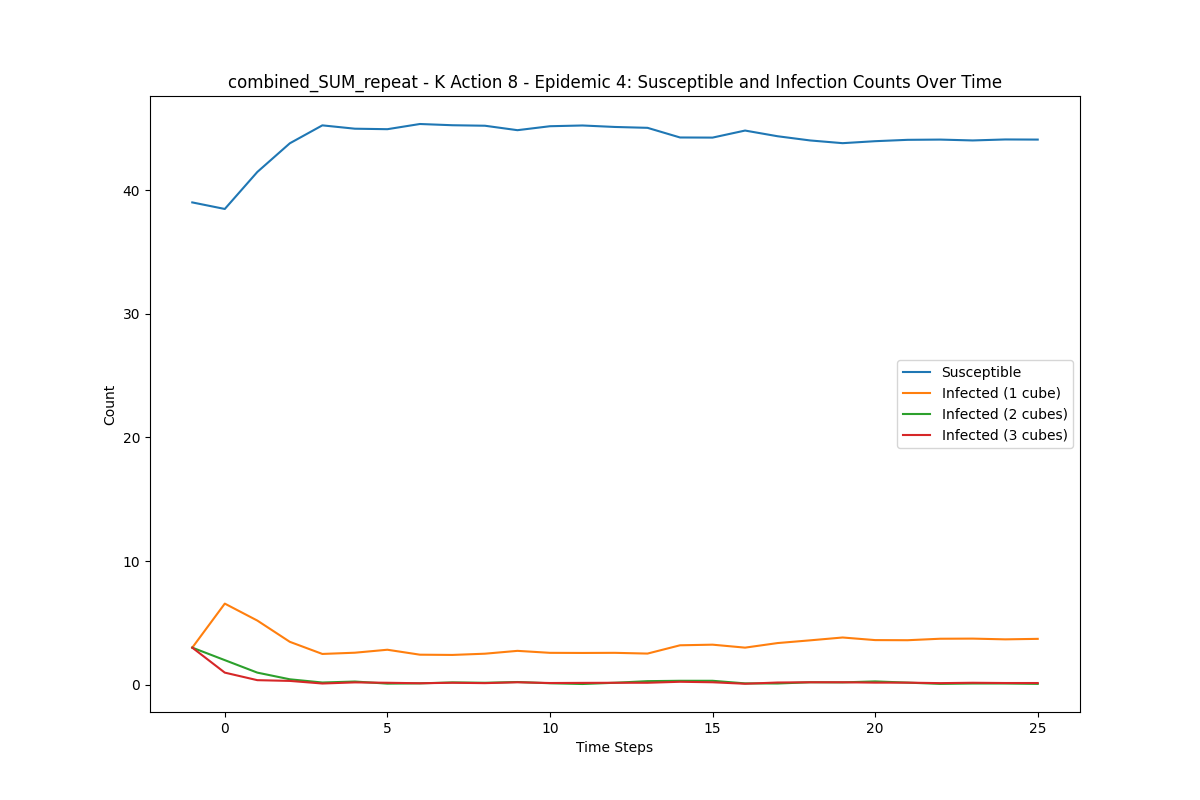 combined_SUM_repeat - K Action 8 - Epidemic 4: Susceptible and Infection Counts Over Time
40
30
20
10
0
Count
Susceptible
Infected (1 cube)
Infected (2 cubes)
Infected (3 cubes)
0 5 10 15 20 25
Time Steps